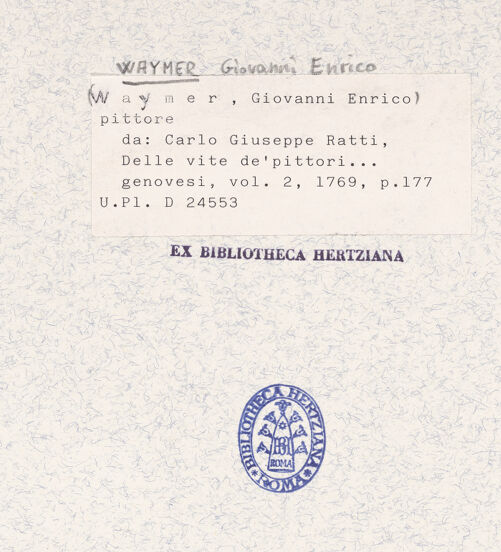 WAYMER Giovanni Enrico
(W a y m e r , Giovanni Enrico)
pittore
da: Carlo Giuseppe Ratti,
Delle vite de'pittori...
genovesi, vol. 2, 1769, p.177
U.Pl. D 24553
EX BIBLIOTHECA HERTZIANA
*BIBLIOTHECA HERTZIANA*
BH
ROMA
ROMA